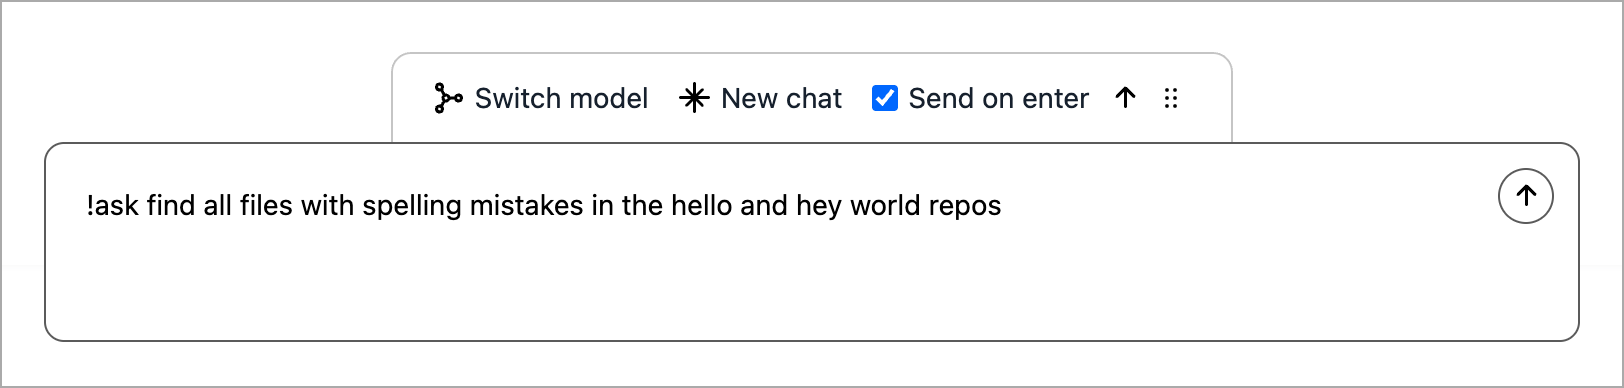 Switch model New chat Send on enter
!ask find all files with spelling mistakes in the hello and hey world repos